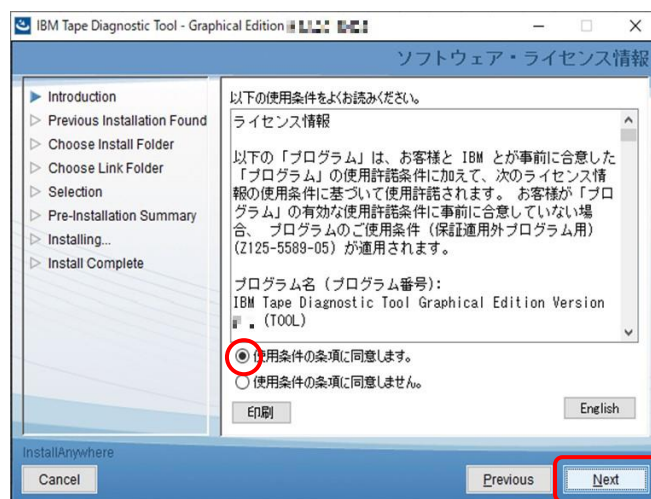 IBM Tape Diagnostic Tool - Graphical Edition
ソフトウェア・ライセンス情報
Introduction
Previous Installation Found
Choose Install Folder
Choose Link Folder
Selection
Pre-Installation Summary
Installing...
Install Complete
以下の使用条件をよくお読みください。
ライセンス情報
以下の「プログラム」は、お客様と IBM とが事前に合意した
「プログラム」の使用許諾条件に加えて、次のライセンス情
報の使用条件に基づいて使用許諾されます。 お客様が「プロ
グラム」の有効な使用許諾条件に事前に合意していない場
合、 プログラムのご使用条件（保証適用外プログラム用）
(Z125-5589-05) が適用されます。
プログラム名 (プログラム番号):
IBM Tape Diagnostic Tool Graphical Edition Version
(TOOL)
使用条件の条項に同意します。
使用条件の条項に同意しません。
印刷
English
InstallAnywhere
Cancel
Previous
Next